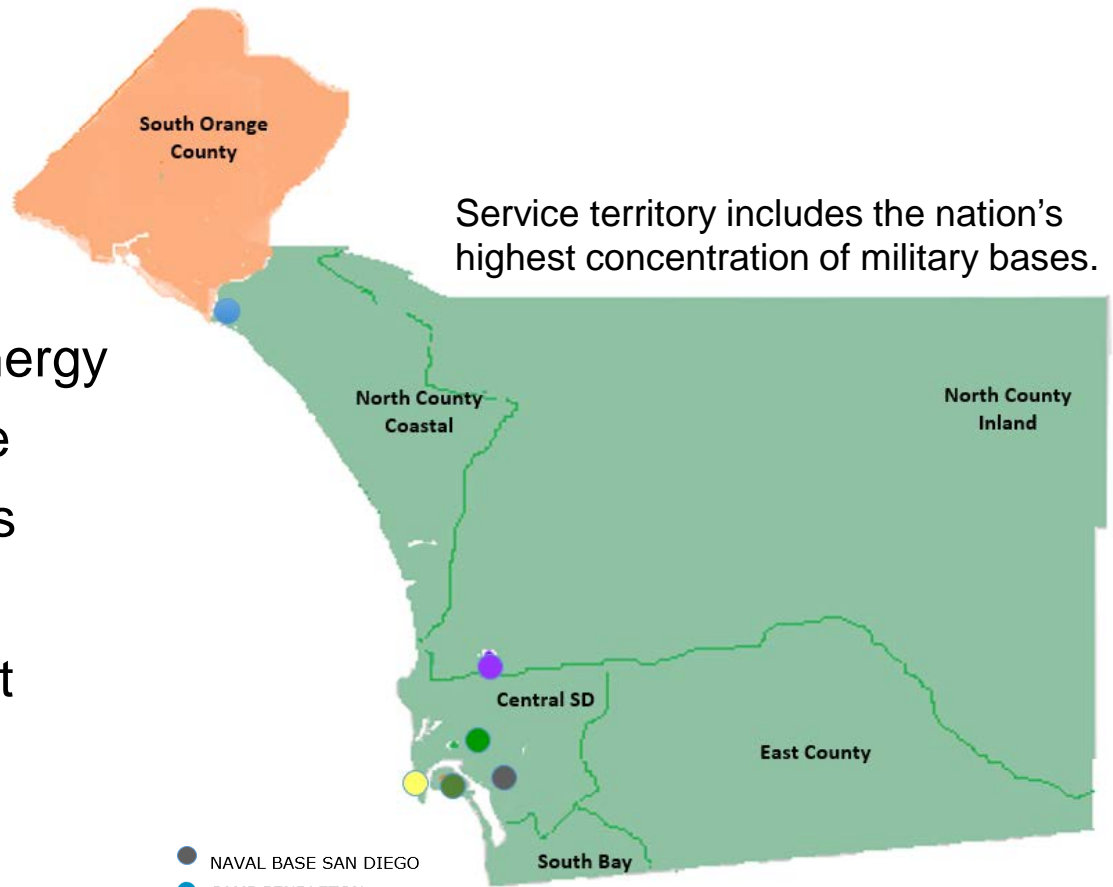 South Orange
County
Service territory includes the nation's
highest concentration of military bases.
North County
Coastal
North County
Inland
Central SD
East County
South Bay
NAVAL BASE SAN DIEGO